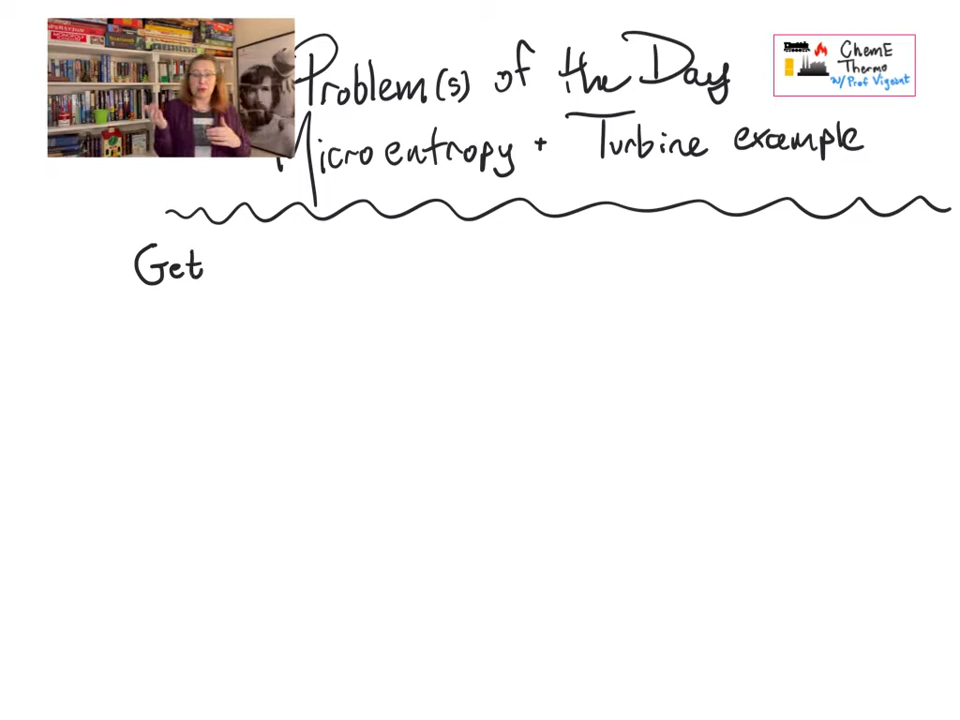 Problem(s) of the Day
Microentropy + Turbine example
ChemE
Thermo
w/ Prof Vigeant
Get